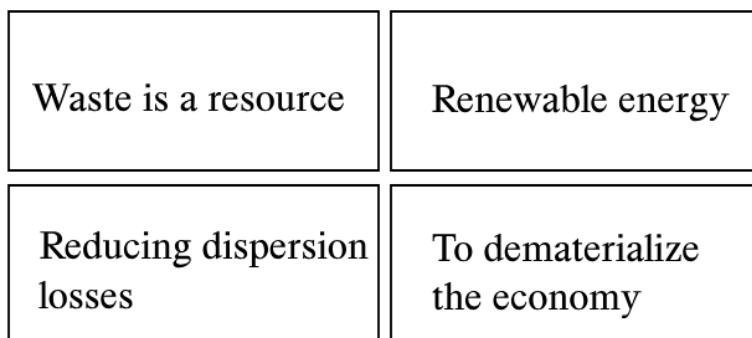 Waste is a resource
Renewable energy
Reducing dispersion
losses
To dematerialize
the economy